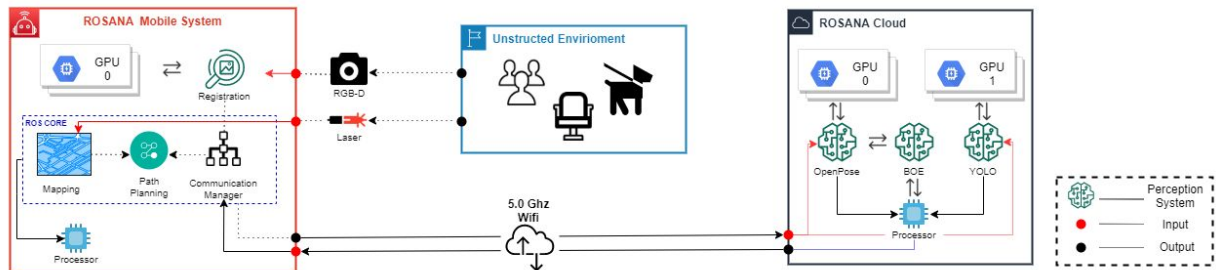 ROSANA Mobile System
GPU
0
Registration
RGB-D
Laser
ROS CORE
Mapping
Path
Planning
Communication
Manager
Processor
Unstructed Envirioment
5.0 Ghz
Wifi
ROSANA Cloud
GPU
0
GPU
1
OpenPose
BOE
YOLO
Processor
Perception
System
Input
Output